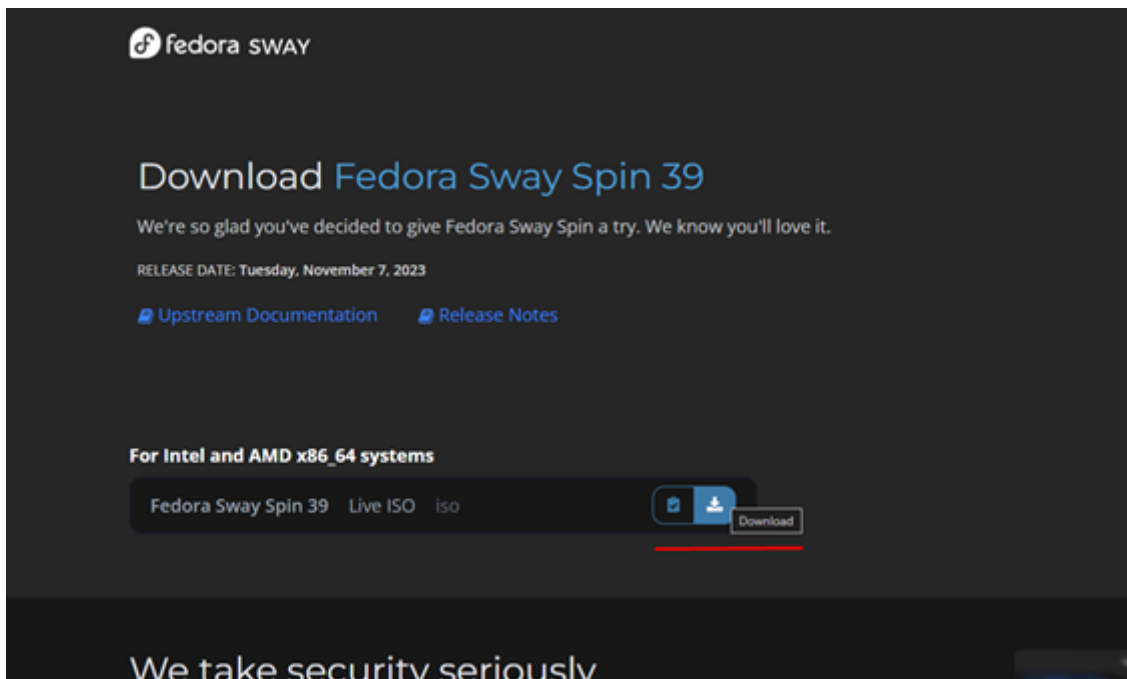 fedora SWAY
Download Fedora Sway Spin 39
We're so glad you've decided to give Fedora Sway Spin a try. We know you'll love it.
RELEASE DATE: Tuesday, November 7, 2023
Upstream Documentation Release Notes
For Intel and AMD x86_64 systems
Fedora Sway Spin 39 Live ISO iso
Download
We take security seriously